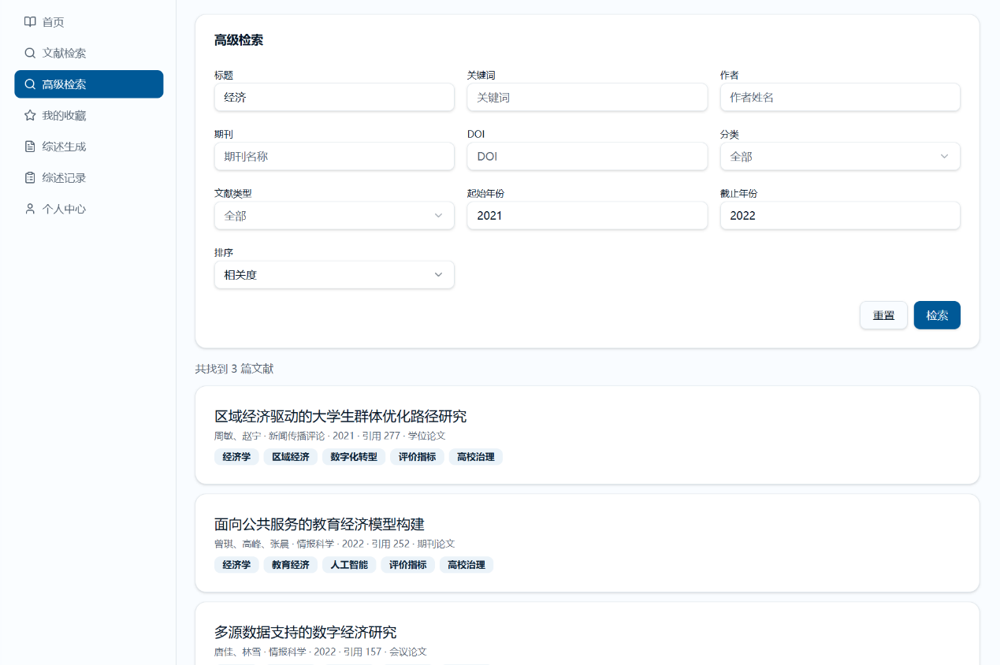 首页
文献检索
高级检索
我的收藏
综述生成
综述记录
个人中心
高级检索
标题
关键词
作者
经济
关键词
作者姓名
期刊
DOI
分类
期刊名称
DOI
全部
文献类型
起始年份
截止年份
全部
2021
2022
排序
相关度
重置
检索
共找到 3 篇文献
区域经济驱动的大学生群体优化路径研究
周敏、赵宁 · 新闻传播评论 · 2021 · 引用 277 · 学位论文
经济学 区域经济 数字化转型 评价指标 高校治理
面向公共服务的教育经济模型构建
曾琪、高峰、张晨 · 情报科学 · 2022 · 引用 252 · 期刊论文
经济学 教育经济 人工智能 评价指标 高校治理
多源数据支持的数字经济研究
唐佳、林雪 · 情报科学 · 2022 · 引用 157 · 会议论文